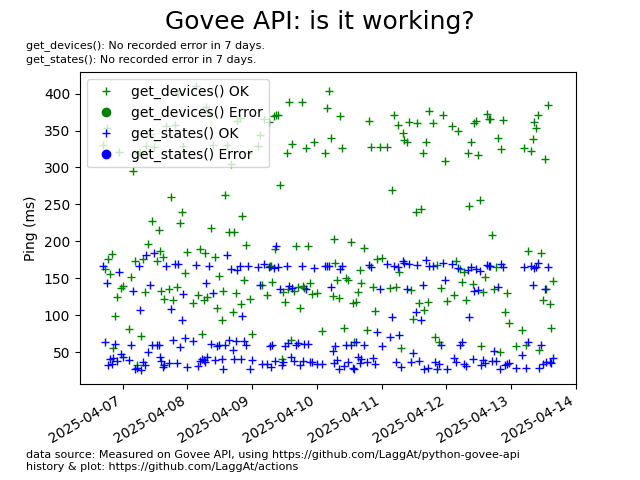 Govee API: is it working?
get_devices(): No recorded error in 7 days.
get_states(): No recorded error in 7 days.
get_devices() OK
get_devices() Error
get_states() OK
get_states() Error
Ping (ms)
400
350
300
250
200
150
100
50
2025-04-07
2025-04-08
2025-04-09
2025-04-10
2025-04-11
2025-04-12
2025-04-13
2025-04-14
data source: Measured on Govee API, using https://github.com/LaggAt/python-govee-api
history & plot: https://github.com/LaggAt/actions